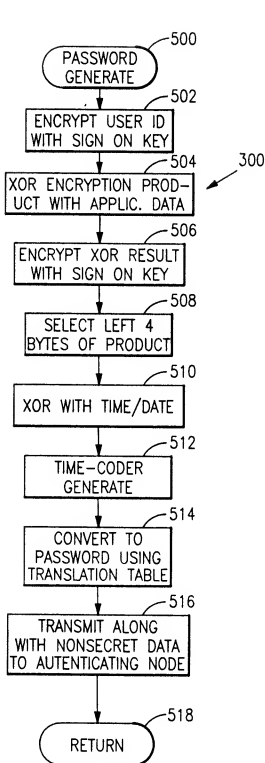 500
PASSWORD
GENERATE
502
ENCRYPT USER ID
WITH SIGN ON KEY
504
300
XOR ENCRYPTION PROD-
UCT WITH APPLIC. DATA
506
ENCRYPT XOR RESULT
WITH SIGN ON KEY
508
SELECT LEFT 4
BYTES OF PRODUCT
510
XOR WITH TIME/DATE
512
TIME-CODER
GENERATE
514
CONVERT TO
PASSWORD USING
TRANSLATION TABLE
516
TRANSMIT ALONG
WITH NONSECRET DATA
TO AUTENTICATING NODE
518
RETURN